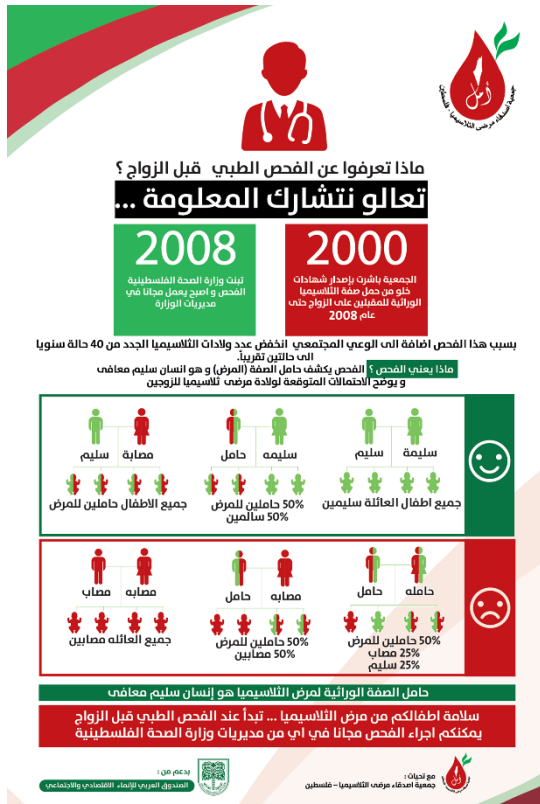 أمل
جمعية اصدقاء مرضى الثلاسيميا - فلسطين
ماذا تعرفوا عن الفحص الطبي قبل الزواج ؟
تعالو نتشارك المعلومة ...
2000
الجمعية باشرت بإصدار شهادات
خلو من حمل صفة الثلاسيميا
الوراثية للمقبلين على الزواج حتى
عام 2008
2008
تبنت وزارة الصحة الفلسطينية
الفحص و اصبح يعمل مجانا في
مديريات الوزارة
بسبب هذا الفحص اضافة الى الوعي المجتمعي انخفض عدد ولادات الثلاسيميا الجدد من 40 حالة سنويا
الى حالتين تقريباً.
ماذا يعني الفحص ؟ الفحص يكشف حامل الصفة (المرض) و هو انسان سليم معافى
و يوضح الاحتمالات المتوقعة لولادة مرضى ثلاسيميا للزوجين
سليمة سليم
جميع اطفال العائلة سليمين
سليمه حامل
50% حاملين للمرض
50% سالمين
مصابة سليم
جميع الاطفال حاملين للمرض
حامله حامل
50% حاملين للمرض
25% مصاب
25% سليم
مصابه حامل
50% حاملين للمرض
50% مصابين
مصابه مصاب
جميع العائله مصابين
حامل الصفة الوراثية لمرض الثلاسيميا هو إنسان سليم معافى
سلامة اطفالكم من مرض الثلاسيميا ... تبدأ عند الفحص الطبي قبل الزواج
يمكنكم اجراء الفحص مجانا في اي من مديريات وزارة الصحة الفلسطينية
مع تحيات :
جمعية اصدقاء مرضى الثلاسيميا – فلسطين
بدعم من :
الصندوق العربي للإنماء الاقتصادي والاجتماعي